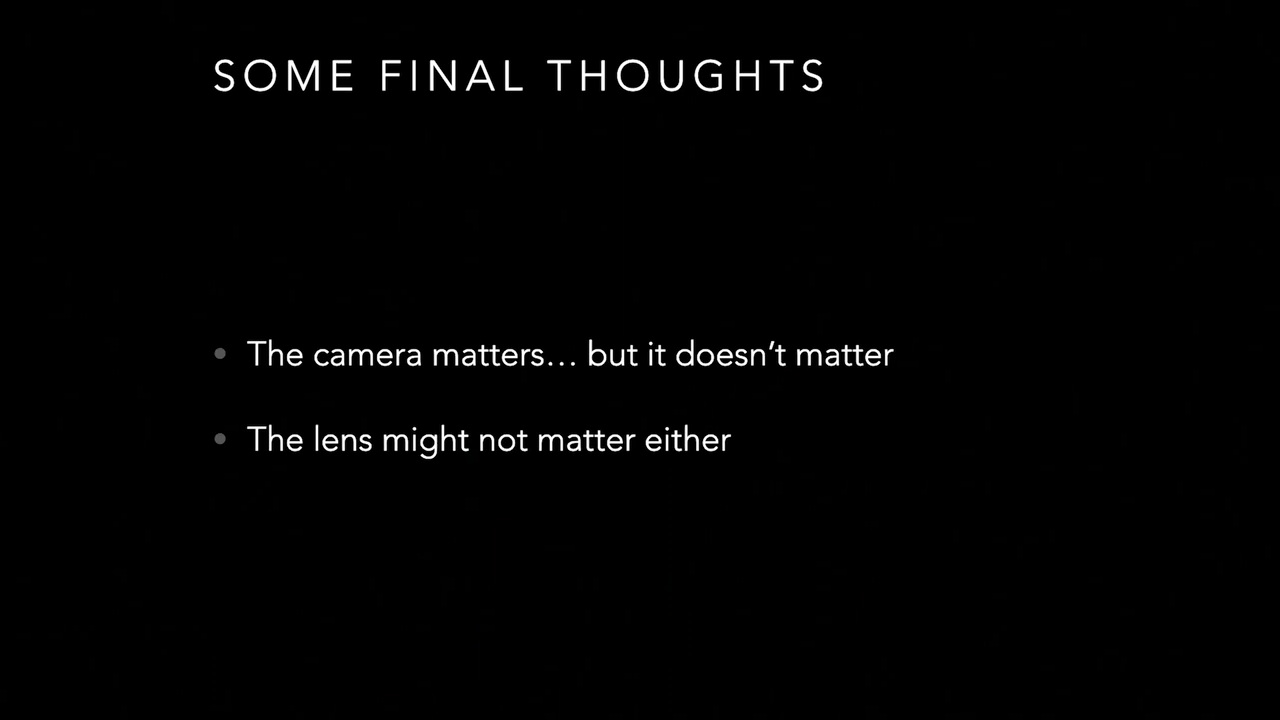 SOME FINAL THOUGHTS
• The camera matters… but it doesn’t matter
• The lens might not matter either